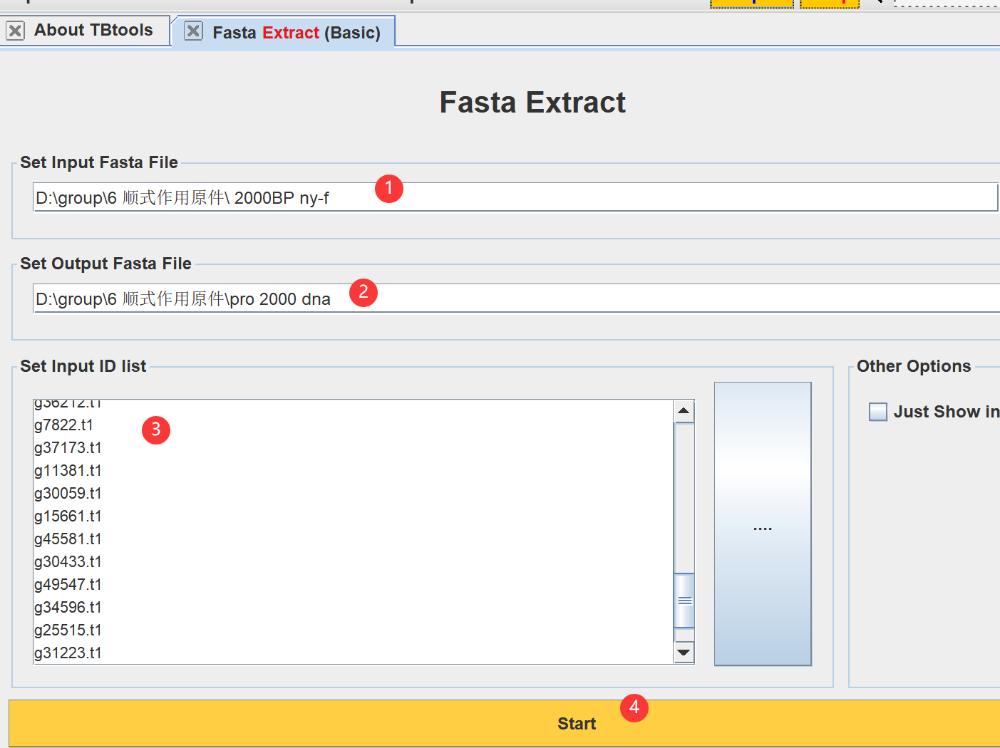 About TBtools
Fasta Extract (Basic)
Fasta Extract
Set Input Fasta File
D:\group\6 顺式作用原件\ 2000BP ny-f
1
Set Output Fasta File
D:\group\6 顺式作用原件\pro 2000 dna
2
Set Input ID list
Other Options
g36212.t1
Just Show in
g7822.t1
3
g37173.t1
g11381.t1
g30059.t1
g15661.t1
....
g45581.t1
g30433.t1
g49547.t1
g34596.t1
g25515.t1
g31223.t1
4
Start